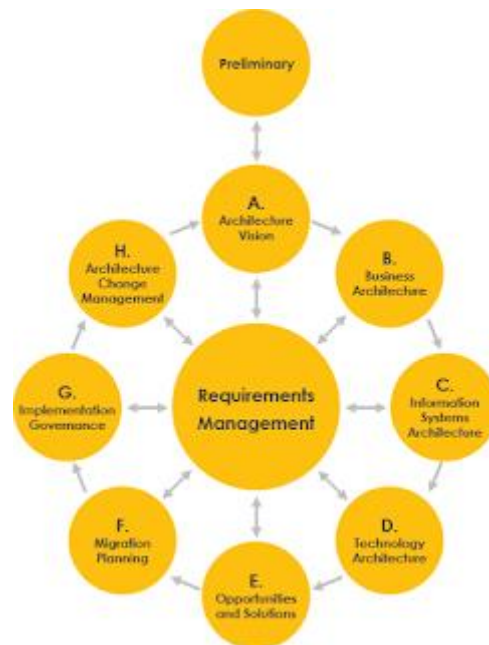 Preliminary
A.
Architecture
Vision
B.
Business
Architecture
C.
Information
Systems
Architecture
D.
Technology
Architecture
E.
Opportunities
and Solutions
F.
Migration
Planning
G.
Implementation
Governance
H.
Architecture
Change
Management
Requirements
Management